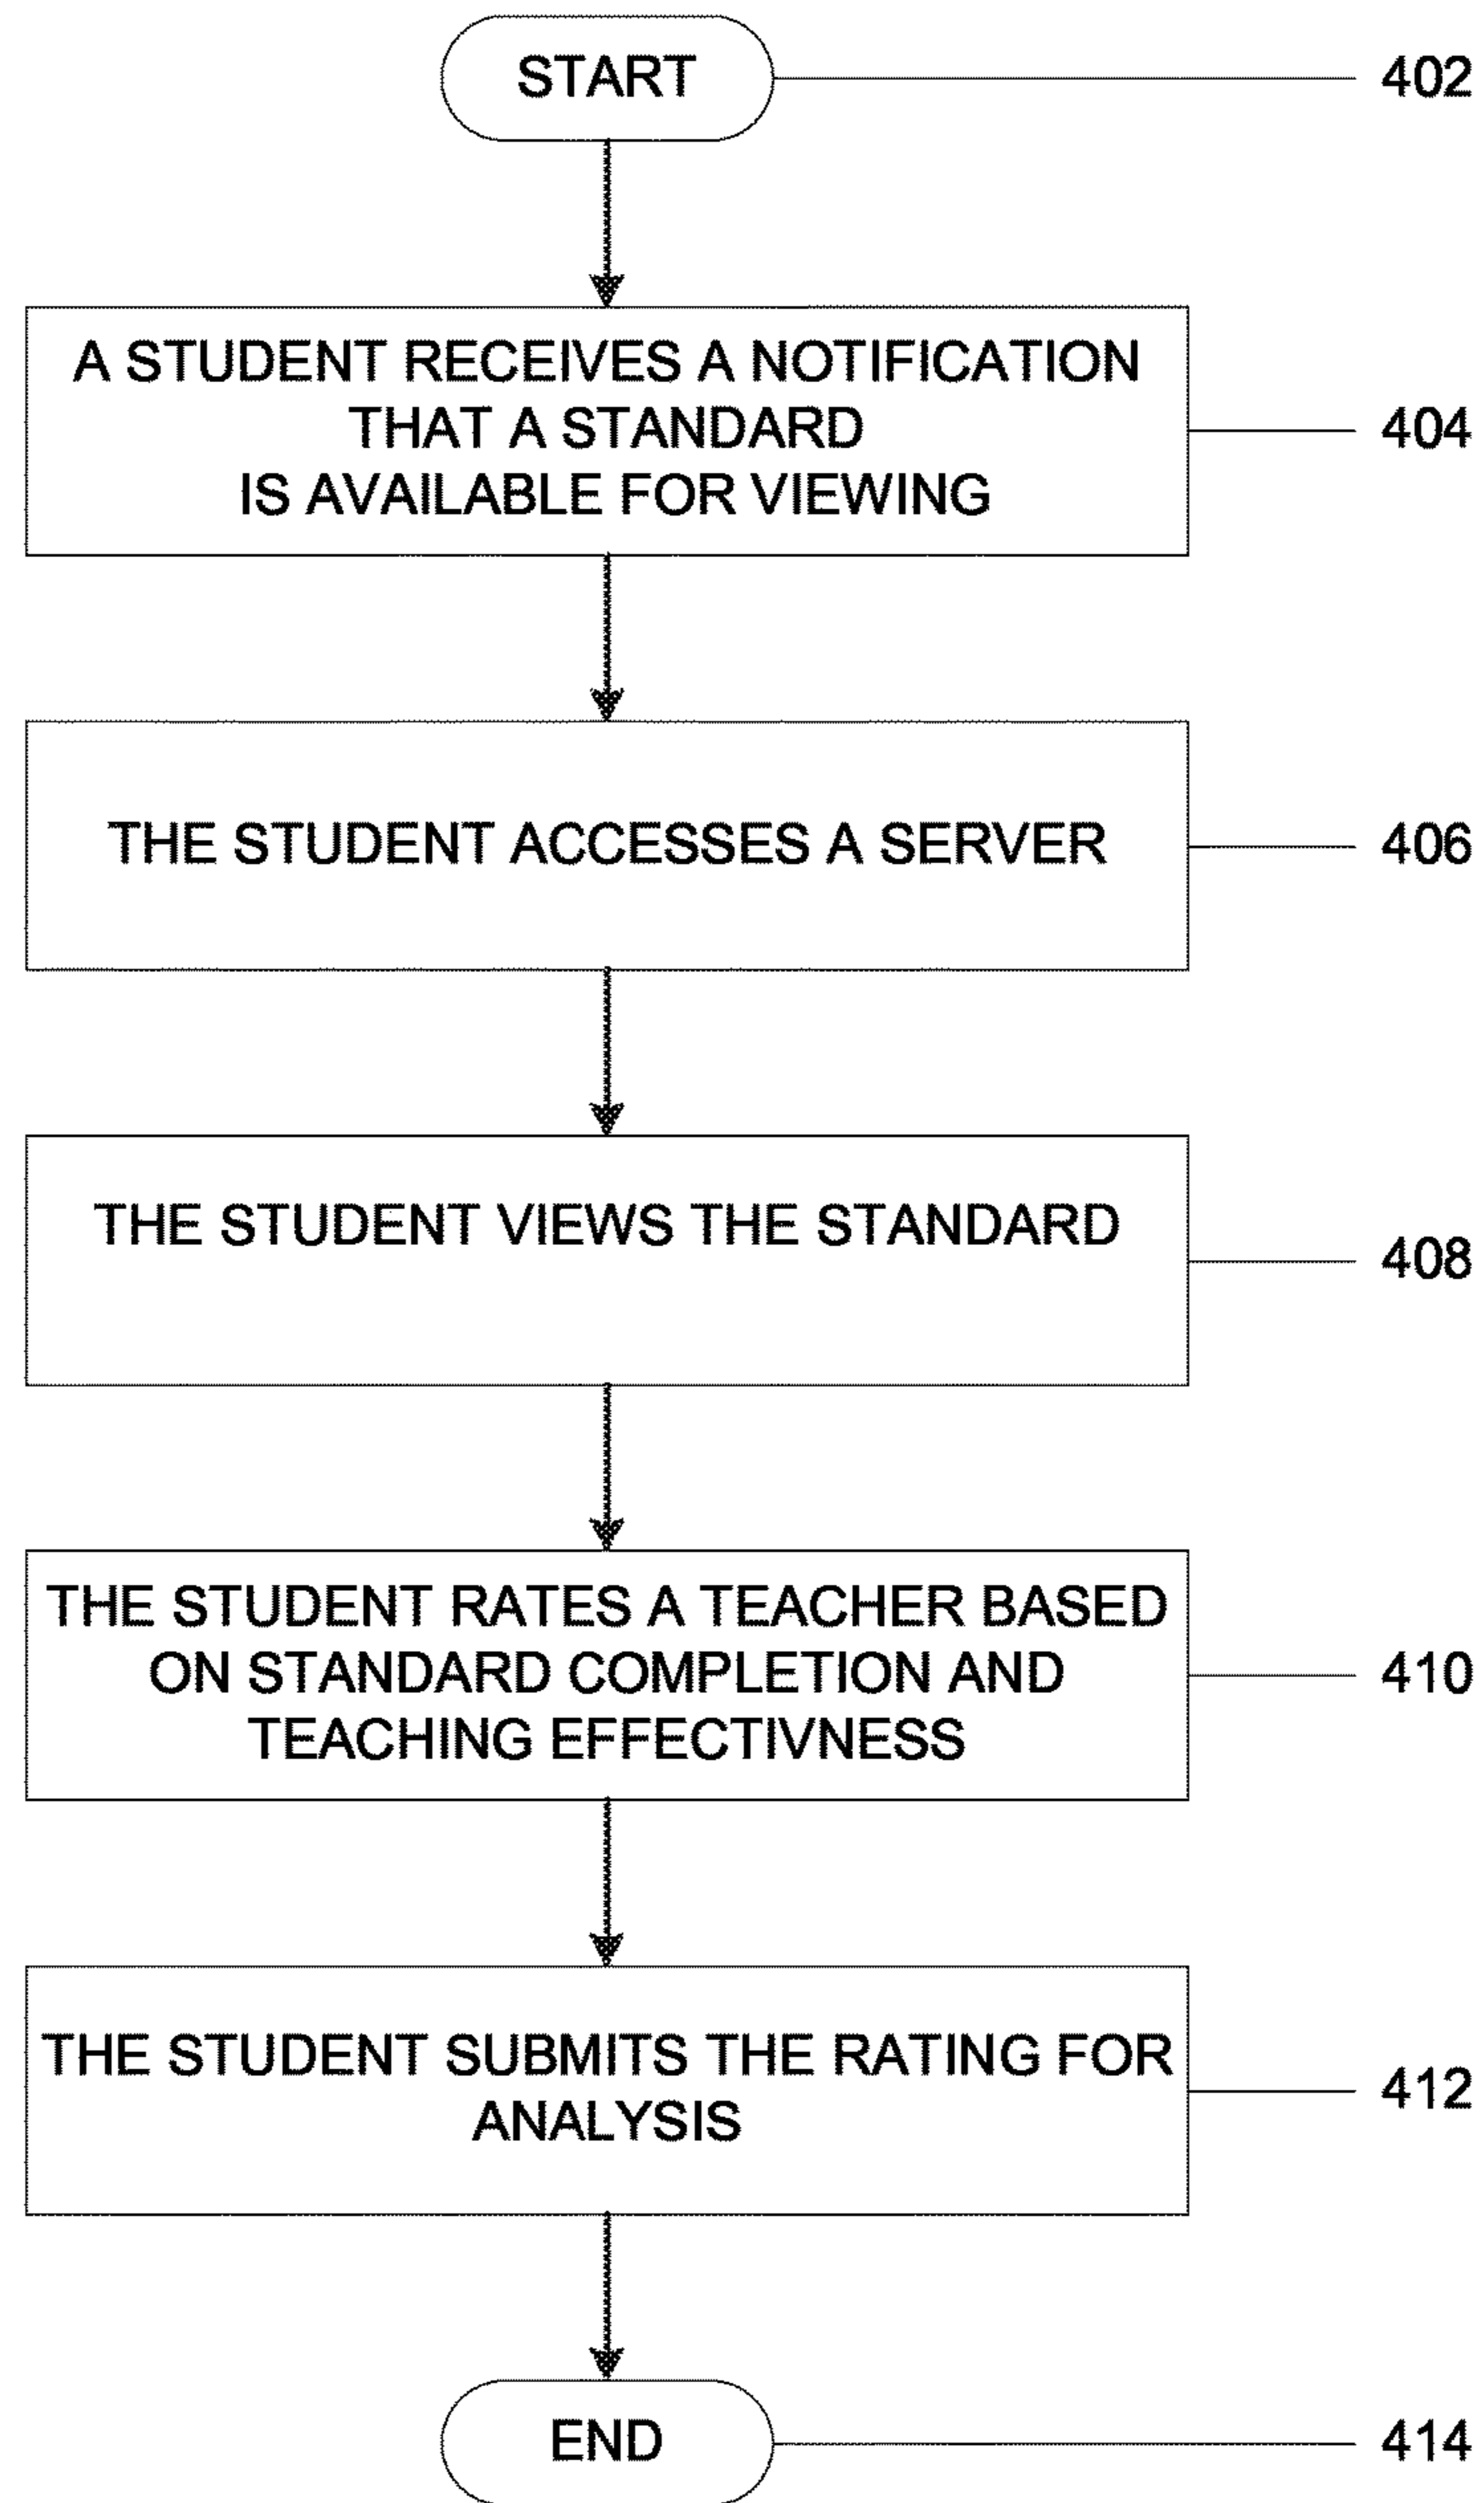 START
402
A STUDENT RECEIVES A NOTIFICATION
THAT A STANDARD
IS AVAILABLE FOR VIEWING
404
THE STUDENT ACCESSES A SERVER
406
THE STUDENT VIEWS THE STANDARD
408
THE STUDENT RATES A TEACHER BASED
ON STANDARD COMPLETION AND
TEACHING EFFECTIVNESS
410
THE STUDENT SUBMITS THE RATING FOR
ANALYSIS
412
END
414